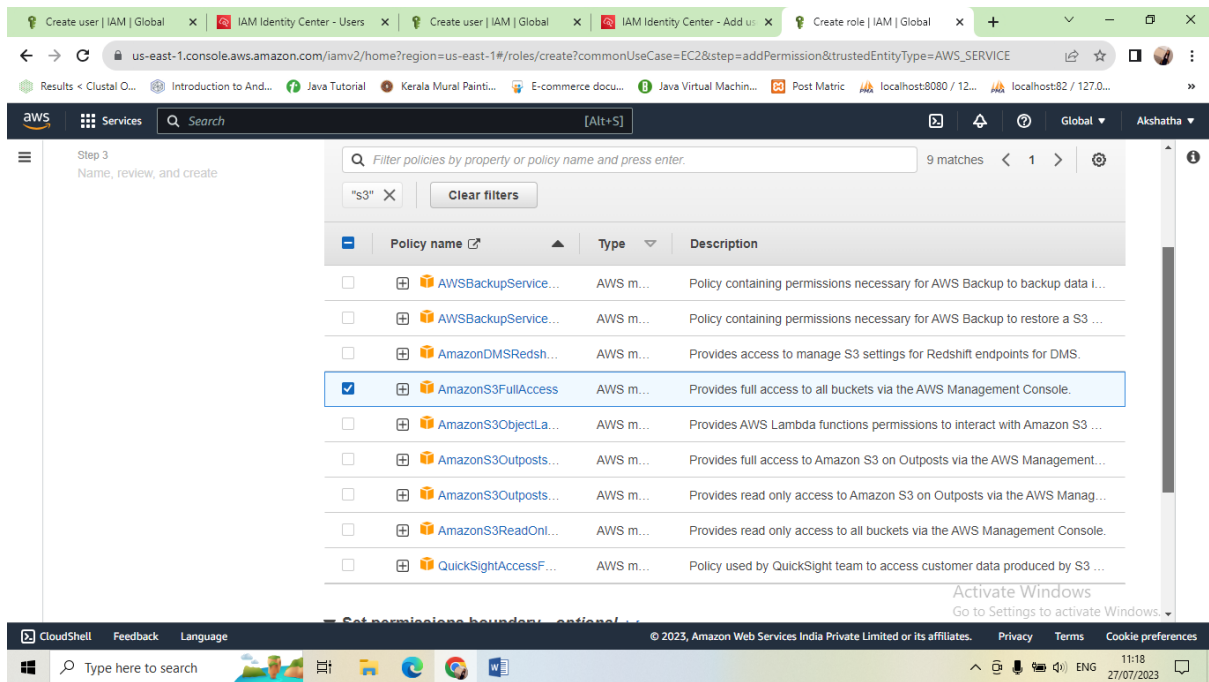 Create user | IAM | Global
IAM Identity Center - Users
Create user | IAM | Global
IAM Identity Center - Add us
Create role | IAM | Global
us-east-1.console.aws.amazon.com/iamv2/home?region=us-east-1#/roles/create?commonUseCase=EC2&step=addPermission&trustedEntityType=AWS_SERVICE
Results < Clustal O...
Introduction to And...
Java Tutorial
Kerala Mural Painti...
E-commerce docu...
Java Virtual Machin...
Post Matric
localhost:8080 / 12...
localhost:82 / 127.0...
aws
Services
Search
[Alt+S]
Global
Akshatha
Step 3
Name, review, and create
Filter policies by property or policy name and press enter.
9 matches
1
"s3"
Clear filters
Policy name
Type
Description
AWSBackupService... AWS m... Policy containing permissions necessary for AWS Backup to backup data i...
AWSBackupService... AWS m... Policy containing permissions necessary for AWS Backup to restore a S3 ...
AmazonDMSRedsh... AWS m... Provides access to manage S3 settings for Redshift endpoints for DMS.
AmazonS3FullAccess AWS m... Provides full access to all buckets via the AWS Management Console.
AmazonS3ObjectLa... AWS m... Provides AWS Lambda functions permissions to interact with Amazon S3 ...
AmazonS3Outposts... AWS m... Provides full access to Amazon S3 on Outposts via the AWS Management...
AmazonS3Outposts... AWS m... Provides read only access to Amazon S3 on Outposts via the AWS Manag...
AmazonS3ReadOnl... AWS m... Provides read only access to all buckets via the AWS Management Console.
QuickSightAccessF... AWS m... Policy used by QuickSight team to access customer data produced by S3 ...
Activate Windows
Go to Settings to activate Windows.
Set permissions boundary - optional
CloudShell
Feedback
Language
© 2023, Amazon Web Services India Private Limited or its affiliates.
Privacy
Terms
Cookie preferences
Type here to search
ENG
11:18
27/07/2023